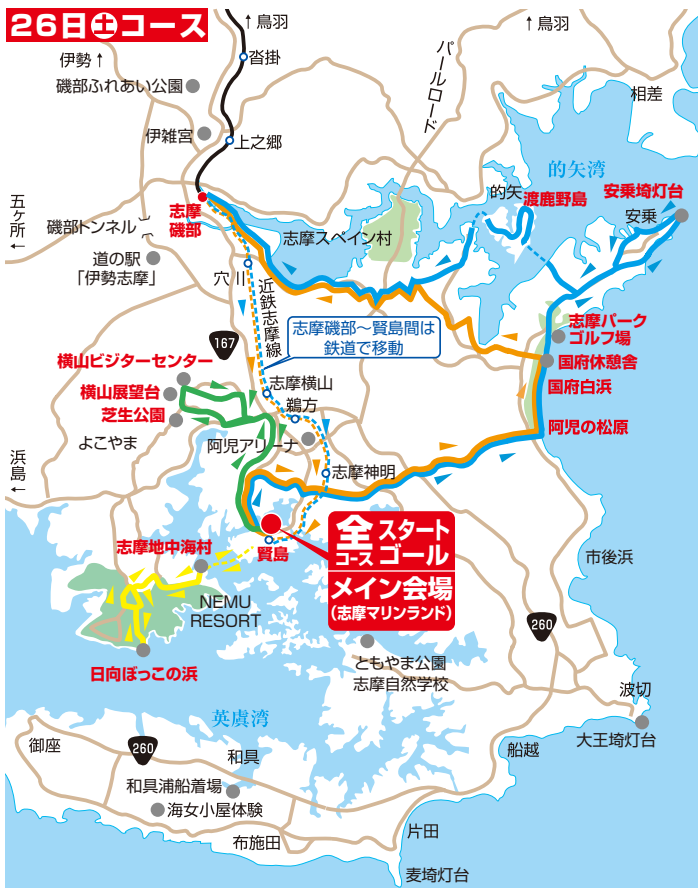 26日㊏コース
↑鳥羽
↑鳥羽
伊勢↑
沓掛
パールロード
磯部ふれあい公園
相差
伊雑宮
上之郷
的矢湾
五ヶ所←
志摩
磯部
的矢
渡鹿野島
安乗埼灯台
安乗
磯部トンネル
志摩スペイン村
道の駅
「伊勢志摩」
穴川
近鉄志摩線
志摩磯部〜賢島間は
鉄道で移動
志摩パーク
ゴルフ場
167
国府休憩舎
横山ビジターセンター
志摩横山
国府白浜
横山展望台
鵜方
芝生公園
阿児の松原
よこやま
阿児アリーナ
浜島←
志摩神明
全コース
スタート
ゴール
メイン会場
(志摩マリンランド)
志摩地中海村
賢島
市後浜
NEMU
RESORT
260
ともやま公園
志摩自然学校
日向ぼっこの浜
波切
英虞湾
大王埼灯台
御座
260
和具
船越
和具浦船着場
海女小屋体験
布施田
片田
麦埼灯台